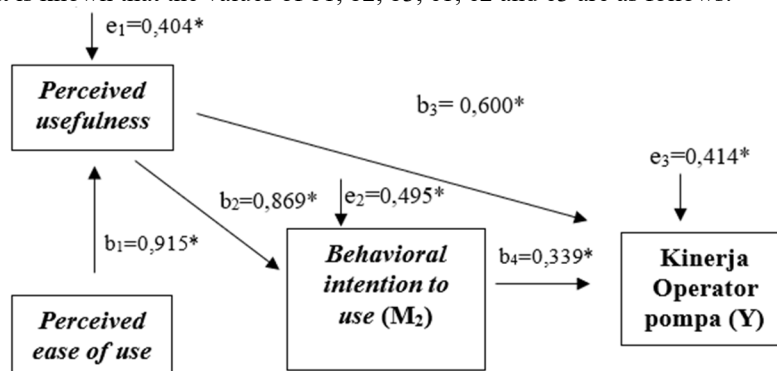 e1=0,404*
Perceived
usefulness
b3= 0,600*
e3=0,414*
b2=0,869*
e2=0,495*
b1=0,915*
Behavioral
intention to
use (M2)
b4=0,339*
Kinerja
Operator
pompa (Y)
Perceived
ease of use